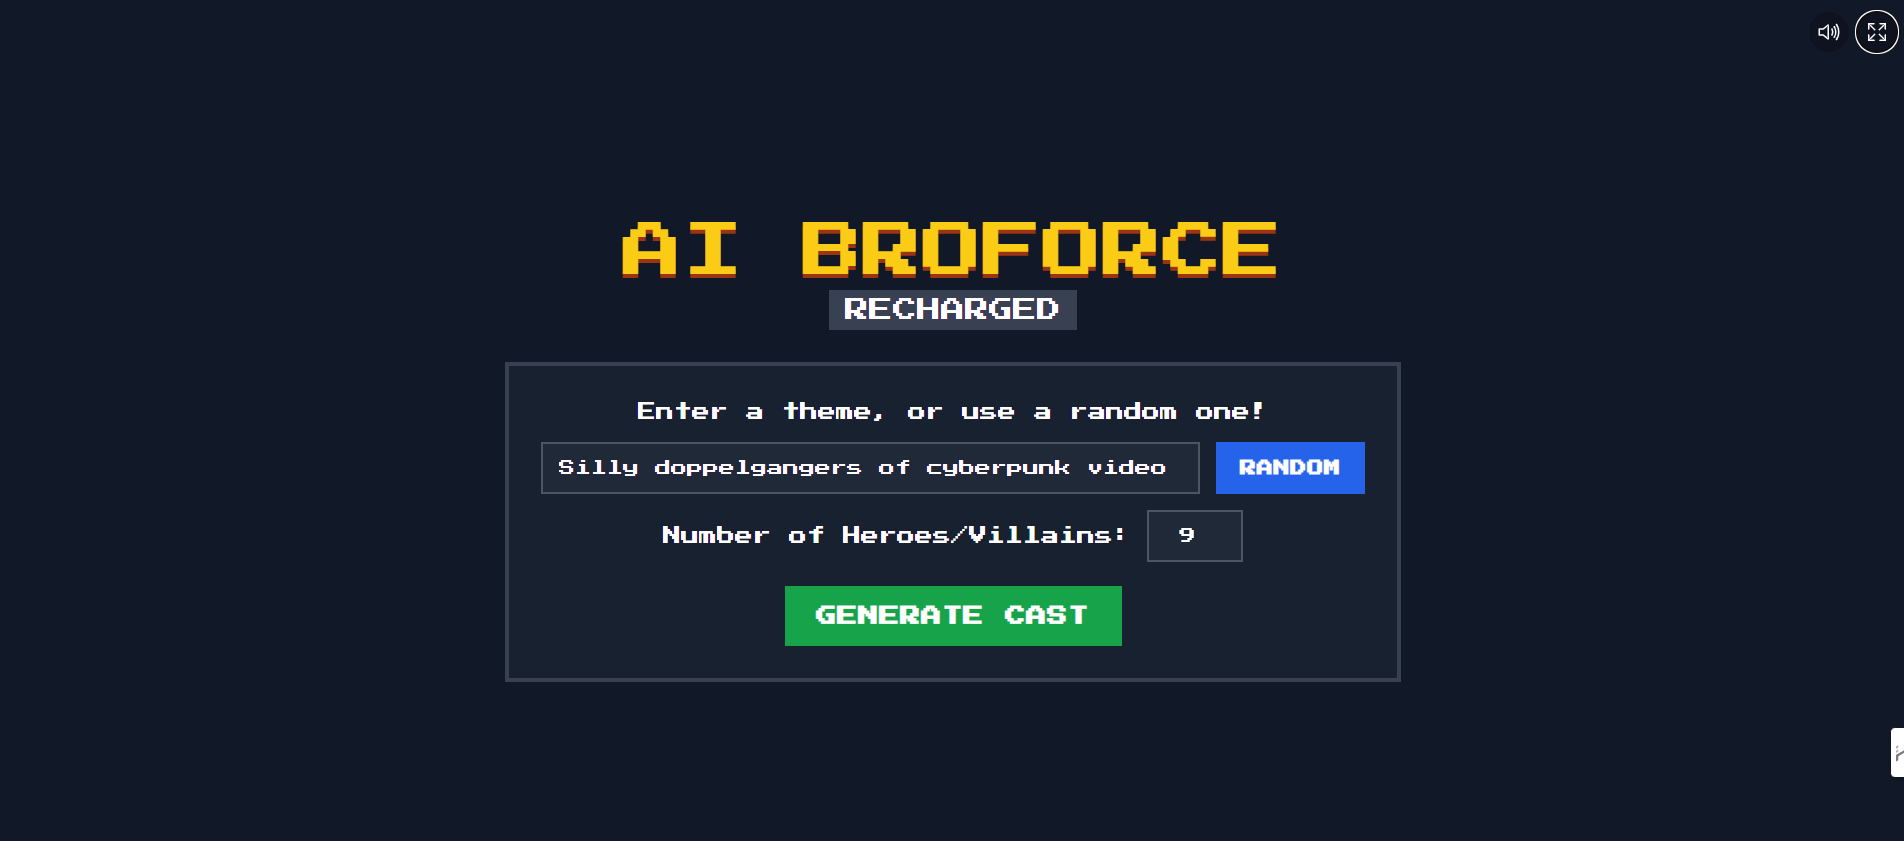 AI BROFORCE
RECHARGED
Enter a theme, or use a random one!
Silly doppelgangers of cyberpunk video
RANDOM
Number of Heroes/Villains:
9
GENERATE CAST